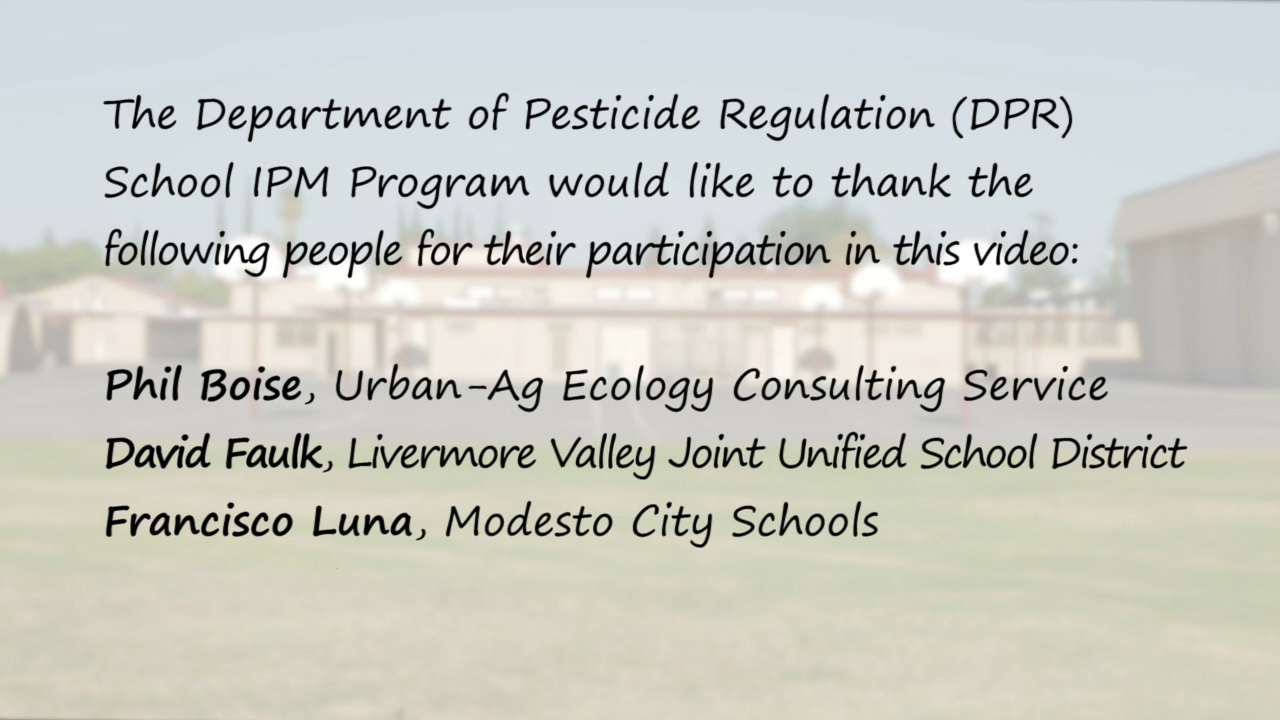 The Department of Pesticide Regulation (DPR)
School IPM Program would like to thank the
following people for their participation in this video:
Phil Boise, Urban-Ag Ecology Consulting Service
David Faulk, Livermore Valley Joint Unified School District
Francisco Luna, Modesto City Schools